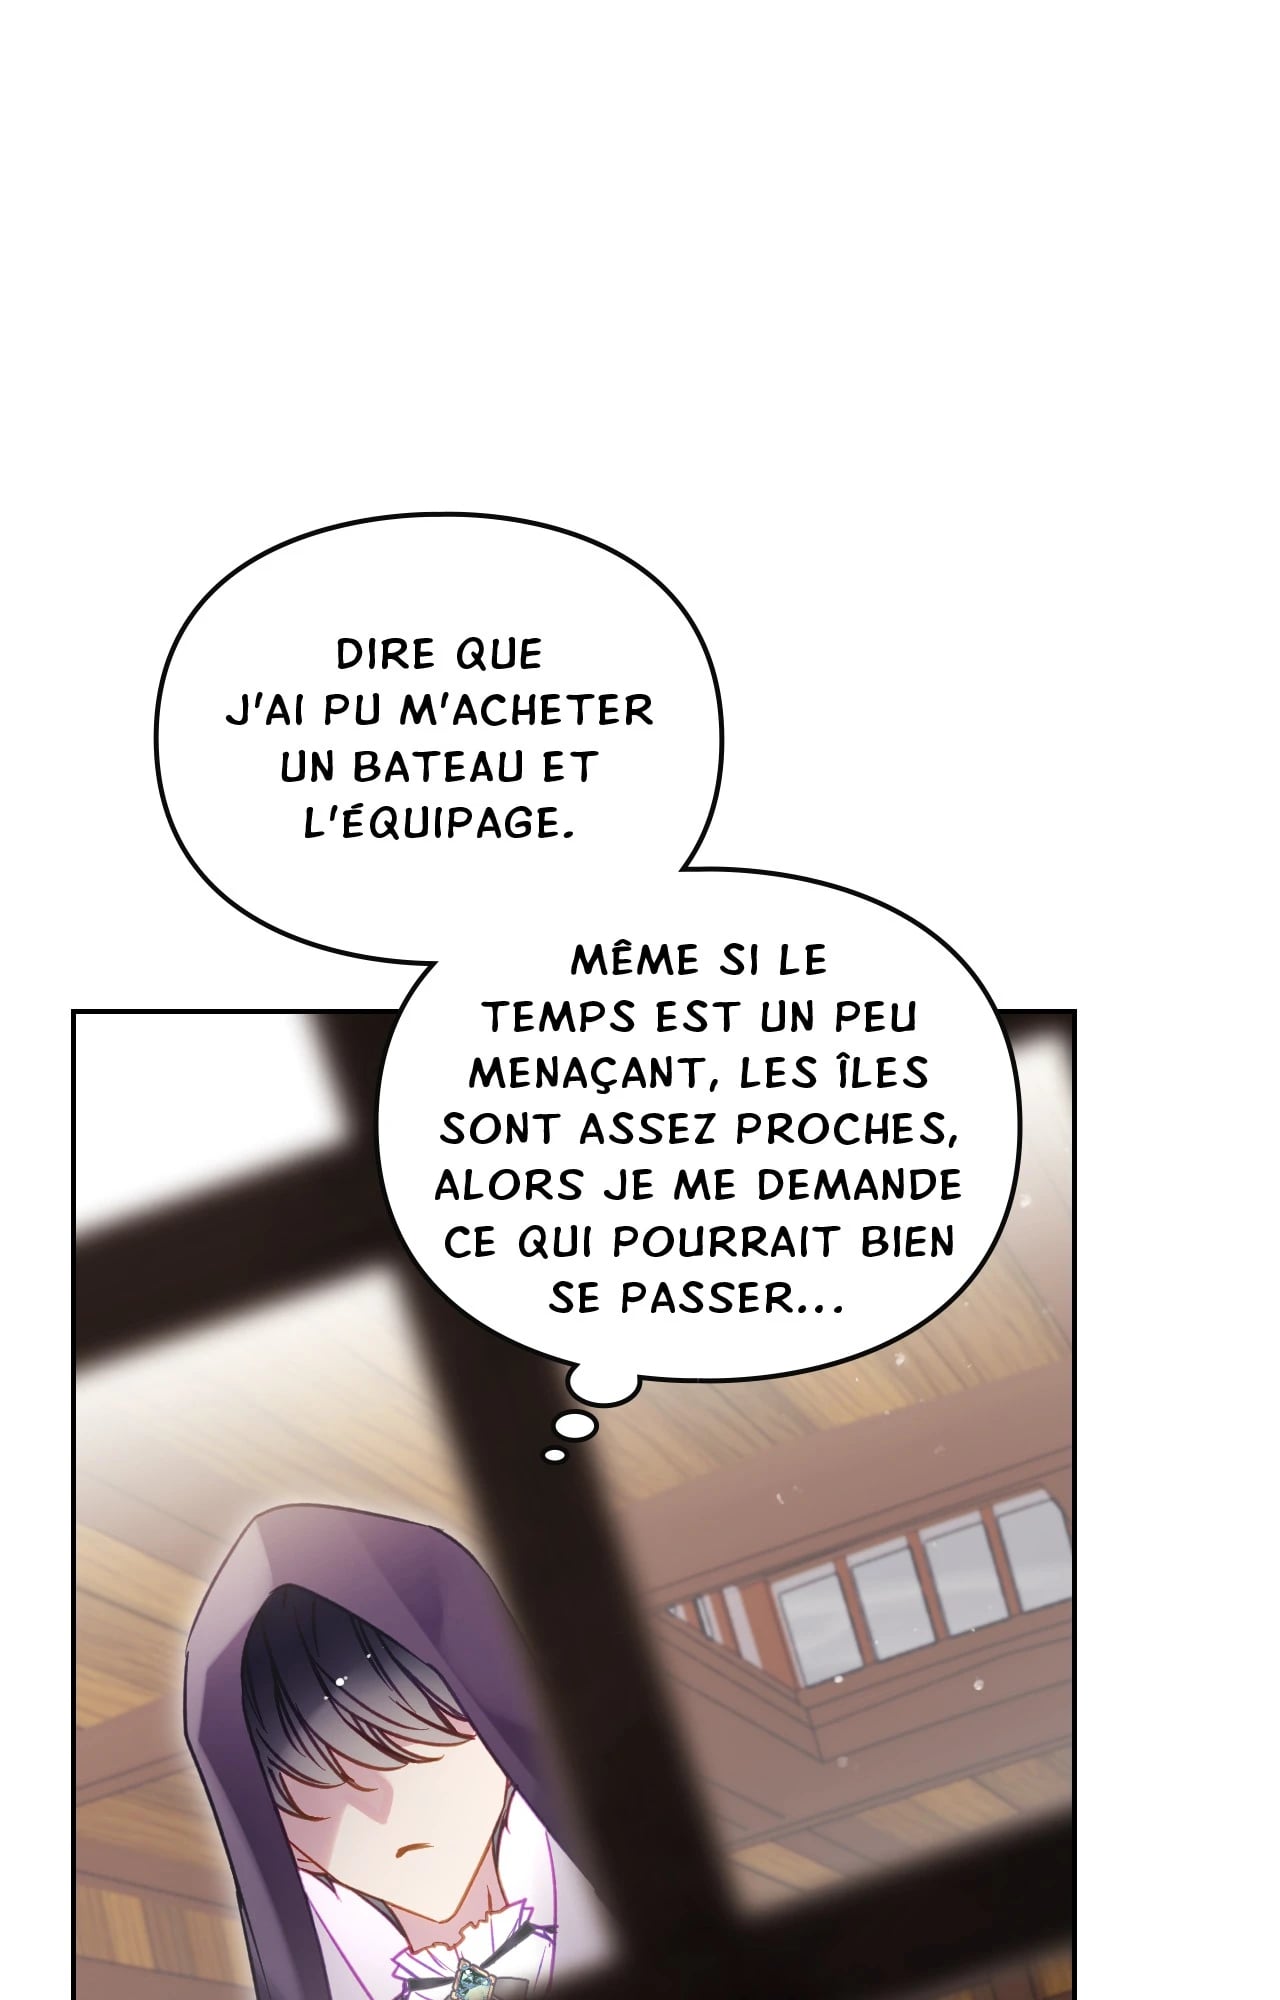 DIRE QUE
J'AI PU M'ACHETER
UN BATEAU ET
L'ÉQUIPAGE.
MÊME SI LE
TEMPS EST UN PEU
MENAÇANT, LES ÎLES
SONT ASSEZ PROCHES,
ALORS JE ME DEMANDE
CE QUI POURRAIT BIEN
SE PASSER...